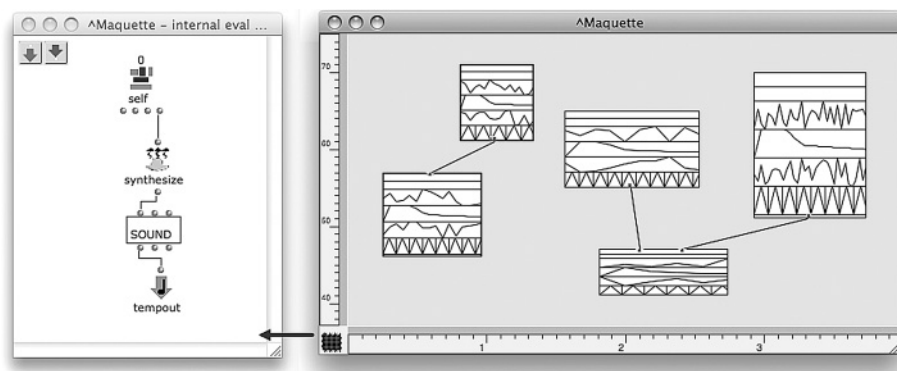 ^Maquette – internal eval ...
0
self
synthesize
SOUND
tempout
^Maquette
70
60
50
40
1
2
3